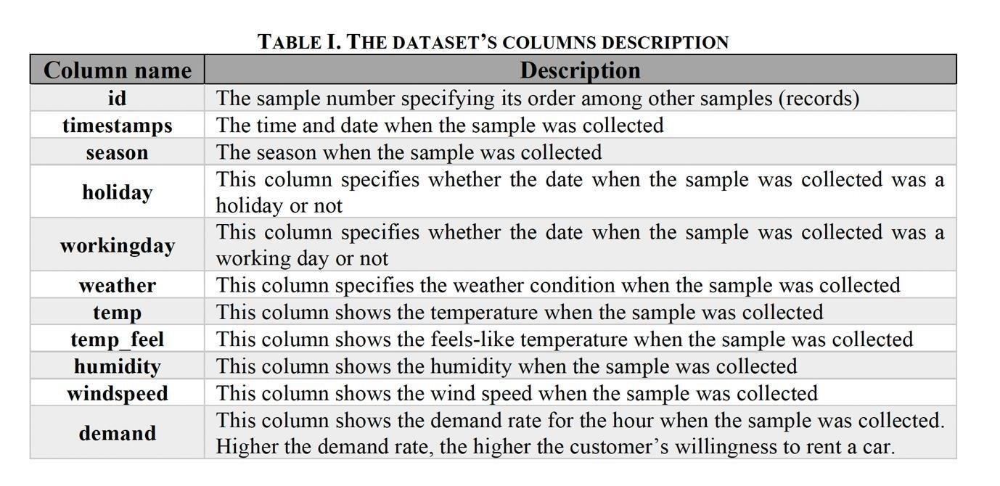 TABLE I. THE DATASET’S COLUMNS DESCRIPTION
Column name Description
id The sample number specifying its order among other samples (records)
timestamps The time and date when the sample was collected
season The season when the sample was collected
holiday This column specifies whether the date when the sample was collected was a
holiday or not
workingday This column specifies whether the date when the sample was collected was a
working day or not
weather This column specifies the weather condition when the sample was collected
temp This column shows the temperature when the sample was collected
temp_feel This column shows the feels-like temperature when the sample was collected
humidity This column shows the humidity when the sample was collected
windspeed This column shows the wind speed when the sample was collected
demand This column shows the demand rate for the hour when the sample was collected.
Higher the demand rate, the higher the customer’s willingness to rent a car.